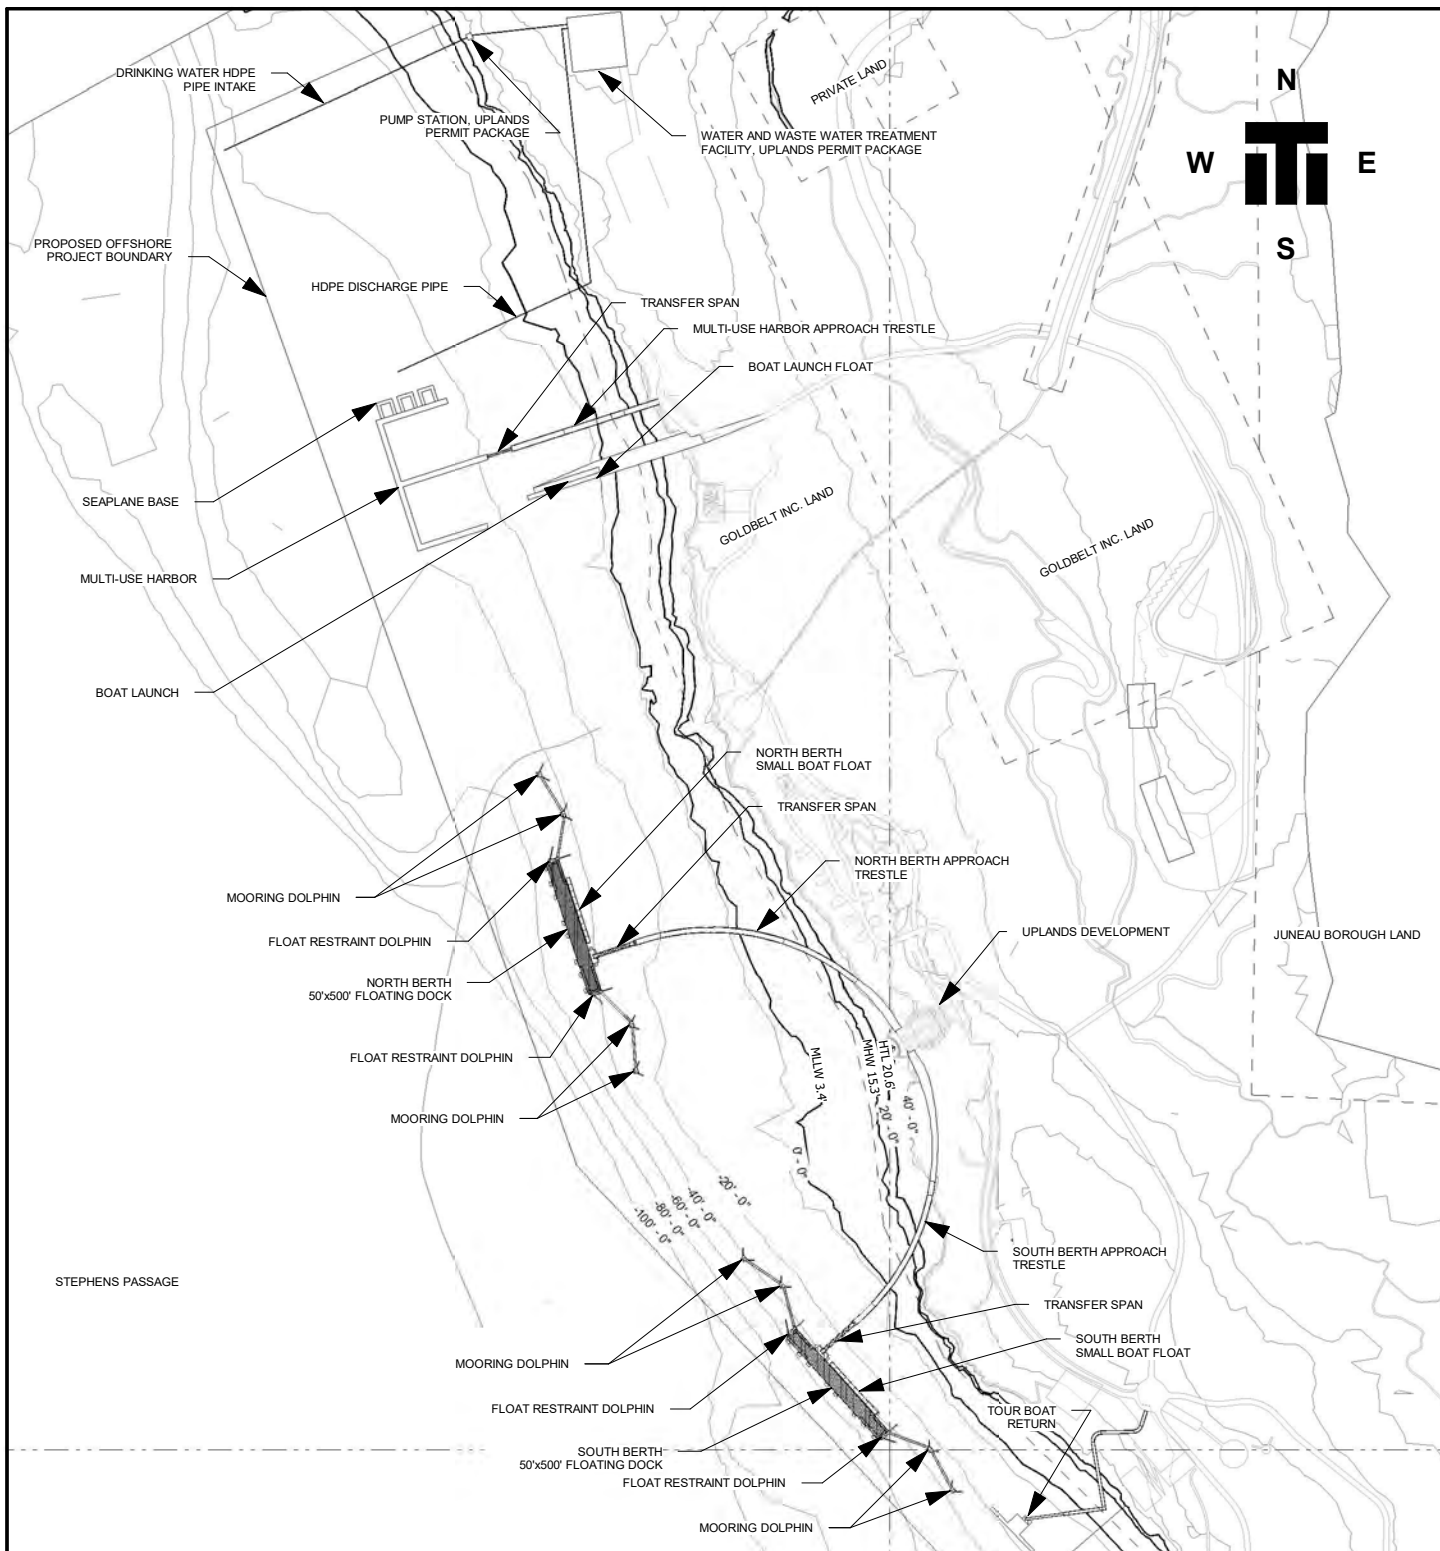 DRINKING WATER HDPE
PIPE INTAKE
PUMP STATION, UPLANDS
PERMIT PACKAGE
PRIVATE LAND
WATER AND WASTE WATER TREATMENT
FACILITY, UPLANDS PERMIT PACKAGE
N
W
E
S
PROPOSED OFFSHORE
PROJECT BOUNDARY
HDPE DISCHARGE PIPE
TRANSFER SPAN
MULTI-USE HARBOR APPROACH TRESTLE
BOAT LAUNCH FLOAT
SEAPLANE BASE
GOLDBELT INC. LAND
GOLDBELT INC. LAND
MULTI-USE HARBOR
BOAT LAUNCH
NORTH BERTH
SMALL BOAT FLOAT
TRANSFER SPAN
NORTH BERTH APPROACH
TRESTLE
MOORING DOLPHIN
FLOAT RESTRAINT DOLPHIN
UPLANDS DEVELOPMENT
JUNEAU BOROUGH LAND
NORTH BERTH
50'x500' FLOATING DOCK
FLOAT RESTRAINT DOLPHIN
MLLW 3.4'
HTL 20.6'
MHW 15.3'
40' - 0"
20' - 0"
0' - 0"
MOORING DOLPHIN
-20' - 0"
-40' - 0"
-60' - 0"
-80' - 0"
-100' - 0"
SOUTH BERTH APPROACH
TRESTLE
STEPHENS PASSAGE
TRANSFER SPAN
SOUTH BERTH
SMALL BOAT FLOAT
MOORING DOLPHIN
FLOAT RESTRAINT DOLPHIN
TOUR BOAT
RETURN
SOUTH BERTH
50'x500' FLOATING DOCK
FLOAT RESTRAINT DOLPHIN
MOORING DOLPHIN